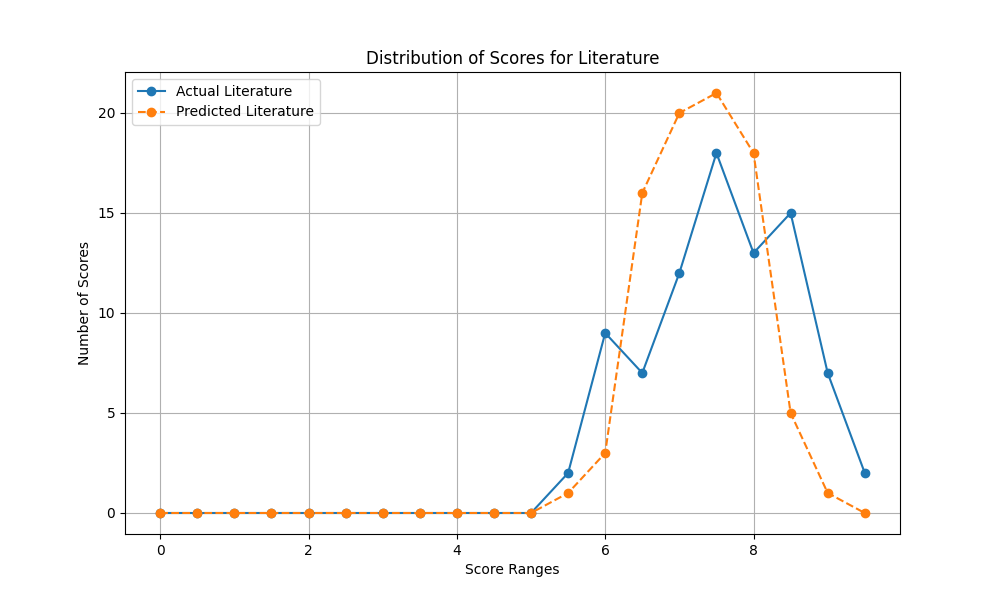 Distribution of Scores for Literature
Actual Literature
Predicted Literature
Number of Scores
20
15
10
5
0
0 2 4 6 8
Score Ranges